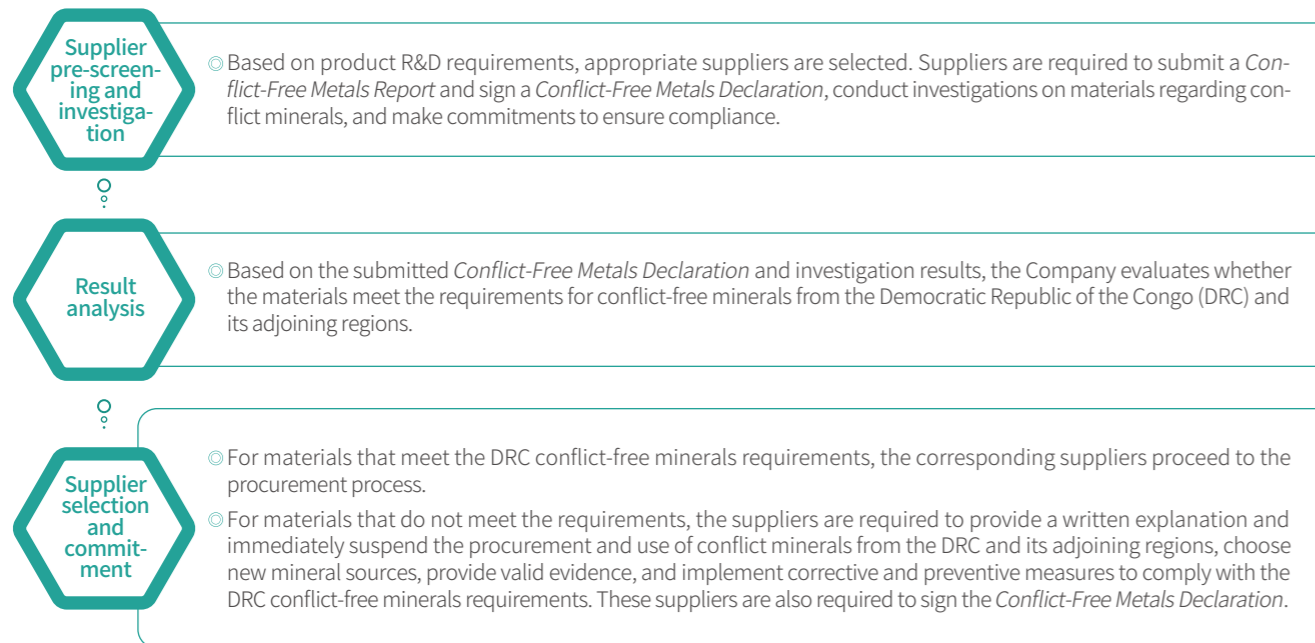 Supplier
pre-screen-
ing and
investiga-
tion
◎ Based on product R&D requirements, appropriate suppliers are selected. Suppliers are required to submit a Con-
flict-Free Metals Report and sign a Conflict-Free Metals Declaration, conduct investigations on materials regarding con-
flict minerals, and make commitments to ensure compliance.
Result
analysis
◎ Based on the submitted Conflict-Free Metals Declaration and investigation results, the Company evaluates whether
the materials meet the requirements for conflict-free minerals from the Democratic Republic of the Congo (DRC) and
its adjoining regions.
Supplier
selection
and
commit-
ment
◎ For materials that meet the DRC conflict-free minerals requirements, the corresponding suppliers proceed to the
procurement process.
◎ For materials that do not meet the requirements, the suppliers are required to provide a written explanation and
immediately suspend the procurement and use of conflict minerals from the DRC and its adjoining regions, choose
new mineral sources, provide valid evidence, and implement corrective and preventive measures to comply with the
DRC conflict-free minerals requirements. These suppliers are also required to sign the Conflict-Free Metals Declaration.